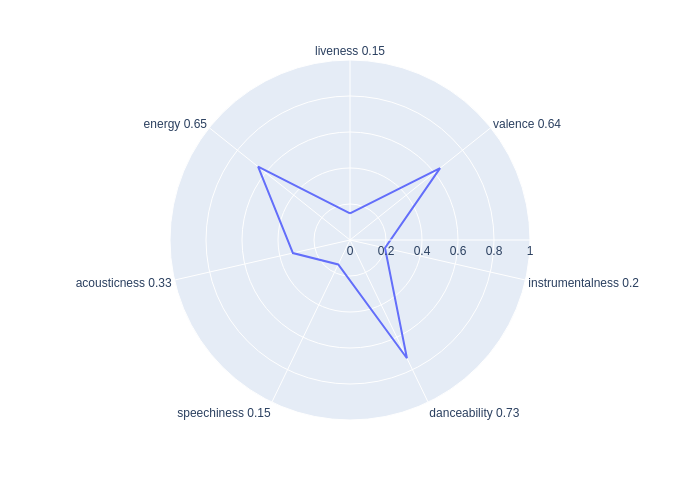 liveness 0.15
energy 0.65
valence 0.64
0 0.2 0.4 0.6 0.8 1
acousticness 0.33
instrumentalness 0.2
speechiness 0.15
danceability 0.73